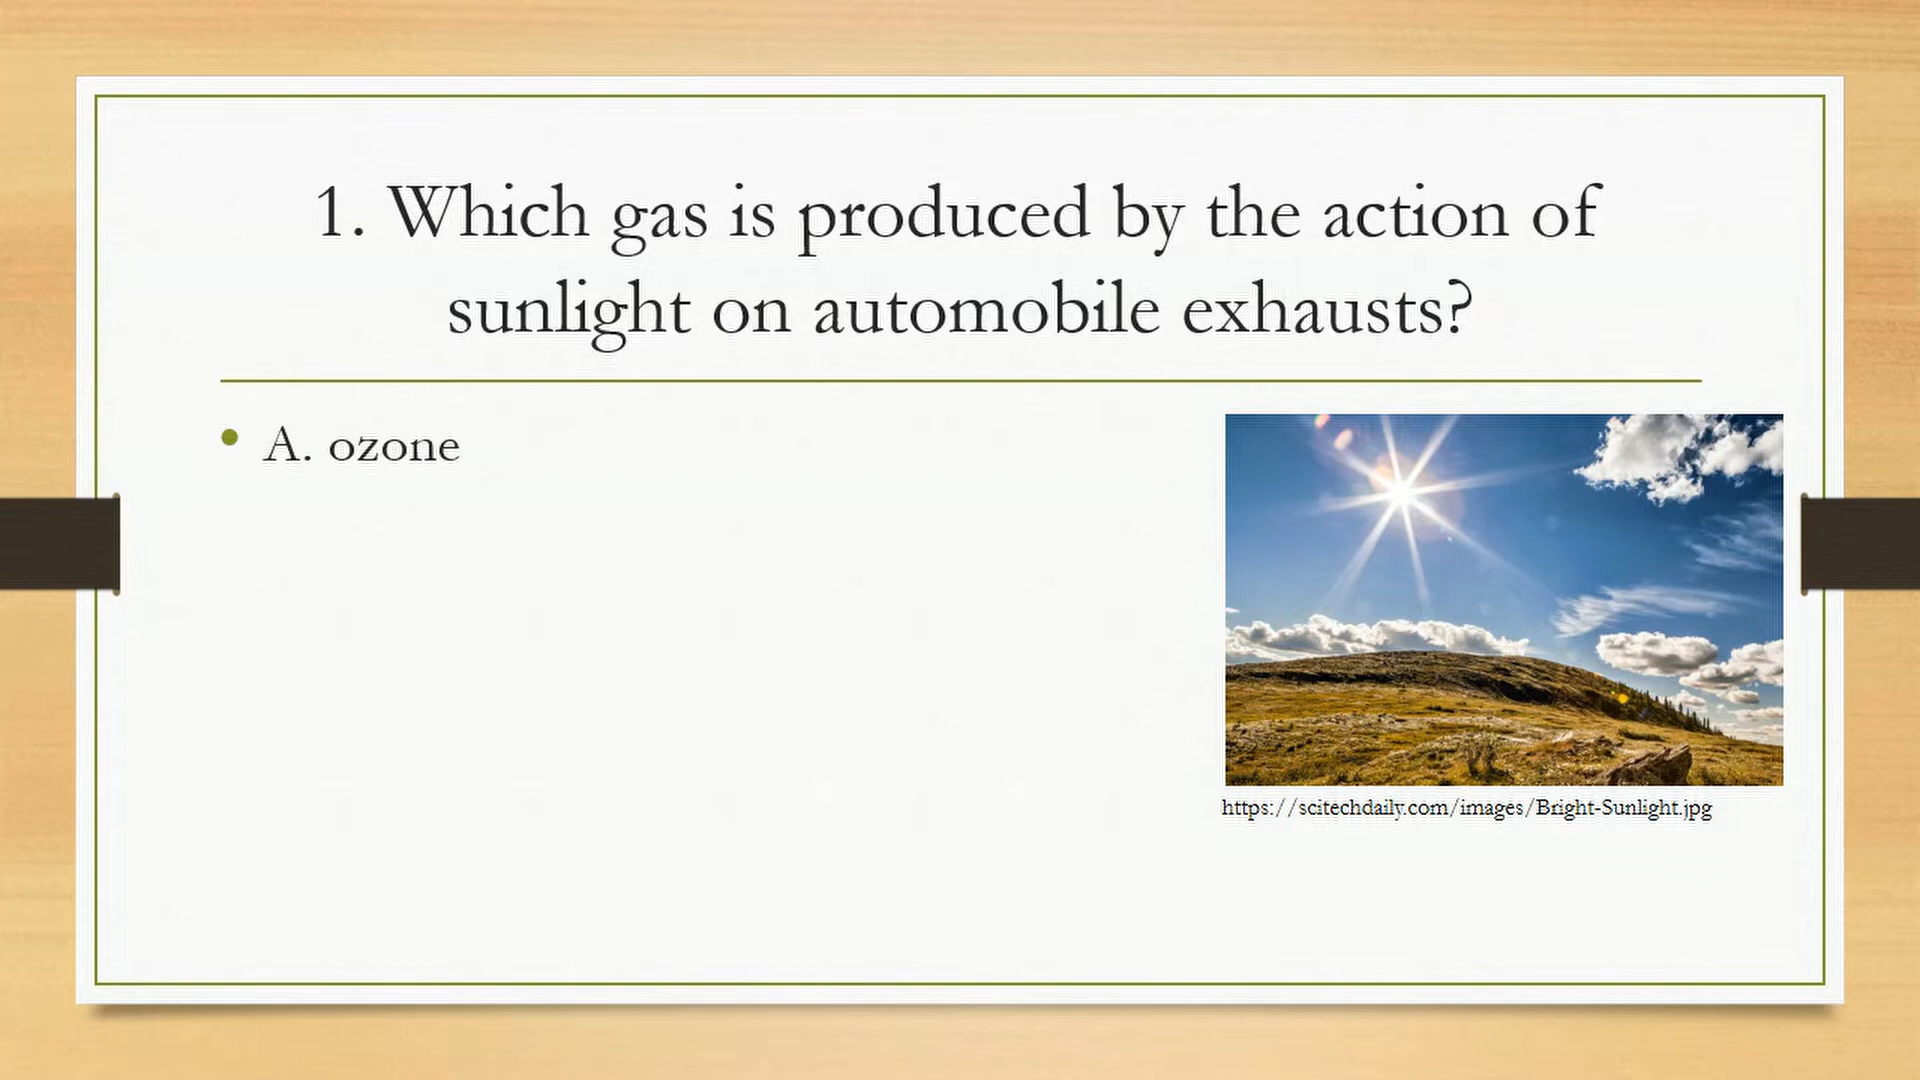 1. Which gas is produced by the action of
sunlight on automobile exhausts?
A. ozone
https://scitechdaily.com/images/Bright-Sunlight.jpg